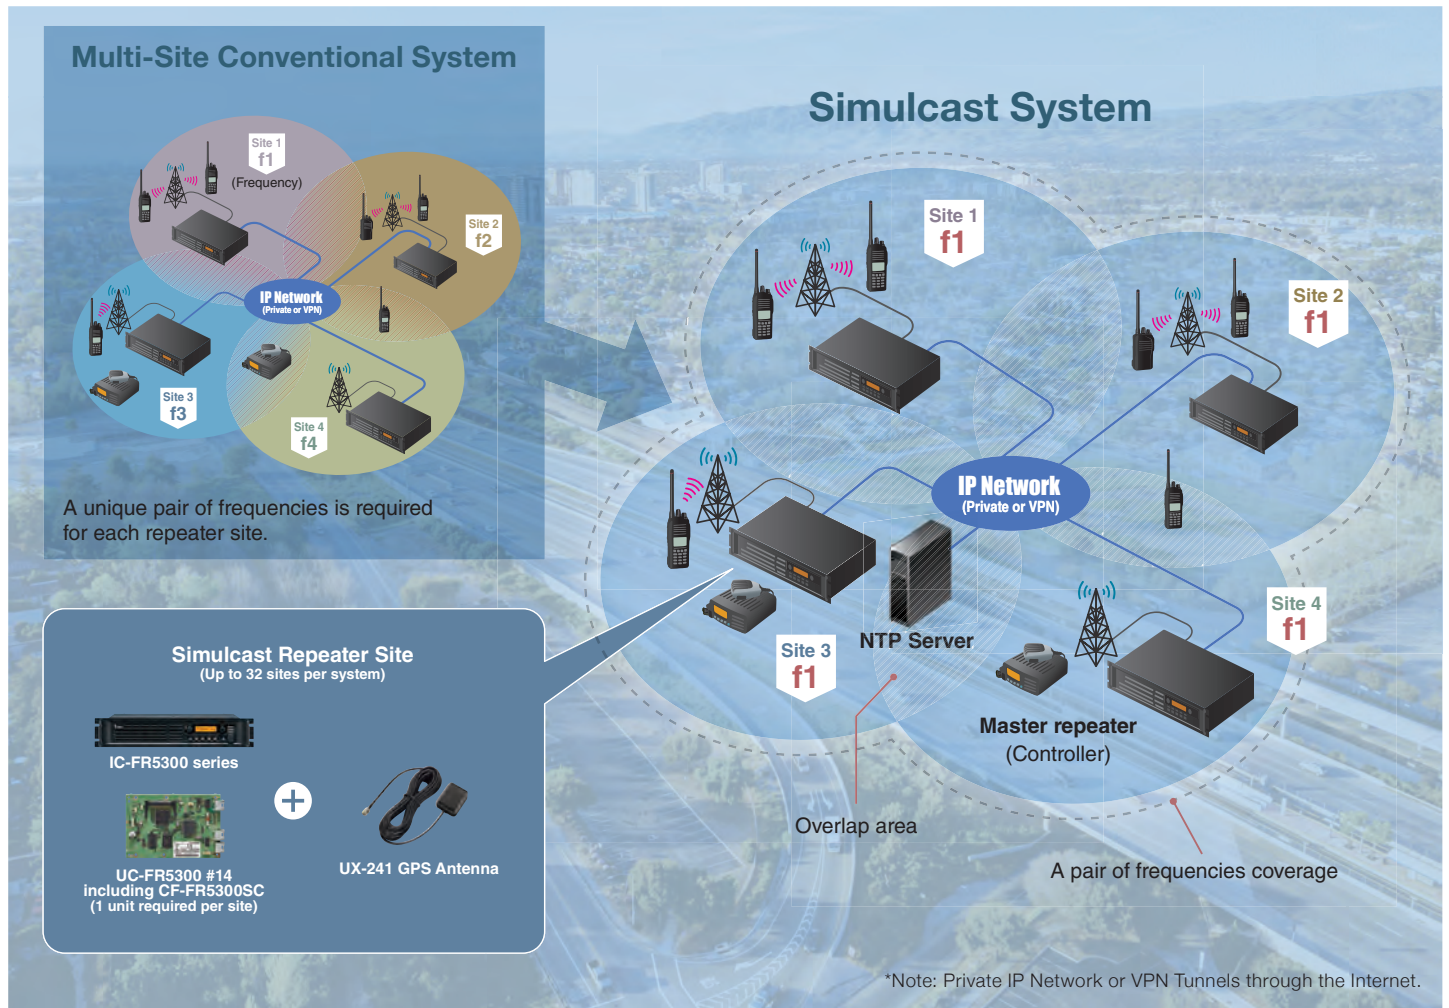 Multi-Site Conventional System
Site 1
f1
(Frequency)
Site 2
f2
IP Network
(Private or VPN)
Site 3
f3
Site 4
f4
A unique pair of frequencies is required
for each repeater site.
Simulcast System
Site 1
f1
Site 2
f1
IP Network
(Private or VPN)
NTP Server
Site 3
f1
Site 4
f1
Master repeater
(Controller)
Overlap area
A pair of frequencies coverage
Simulcast Repeater Site
(Up to 32 sites per system)
IC-FR5300 series
UC-FR5300 #14
including CF-FR5300SC
(1 unit required per site)
UX-241 GPS Antenna
*Note: Private IP Network or VPN Tunnels through the Internet.